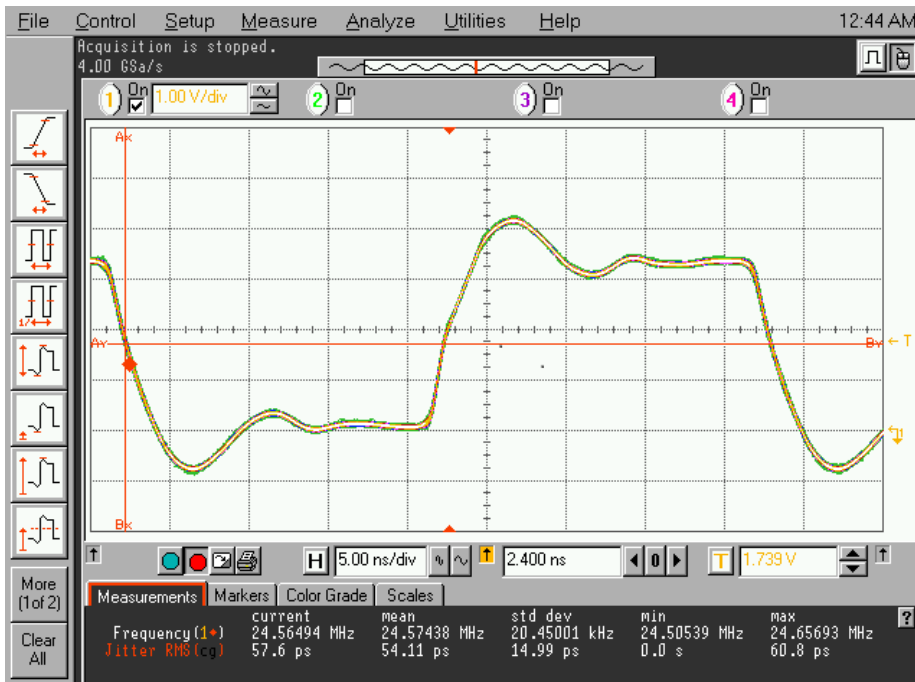 File Control Setup Measure Analyze Utilities Help 12:44 AM
Acquisition is stopped.
4.00 GSa/s
1 On 1.00 V/div 2 On 3 On 4 On
Ax
Ay By T
1
Bx
H 5.00 ns/div 2.400 ns 0 T 1.739 V
More
(1of 2)
Clear
All
Measurements Markers Color Grade Scales
current mean std dev min max
Frequency(1) 24.56494 MHz 24.57438 MHz 20.45001 kHz 24.50539 MHz 24.65693 MHz
Jitter RMS(cg) 57.6 ps 54.11 ps 14.99 ps 0.0 s 60.8 ps
?